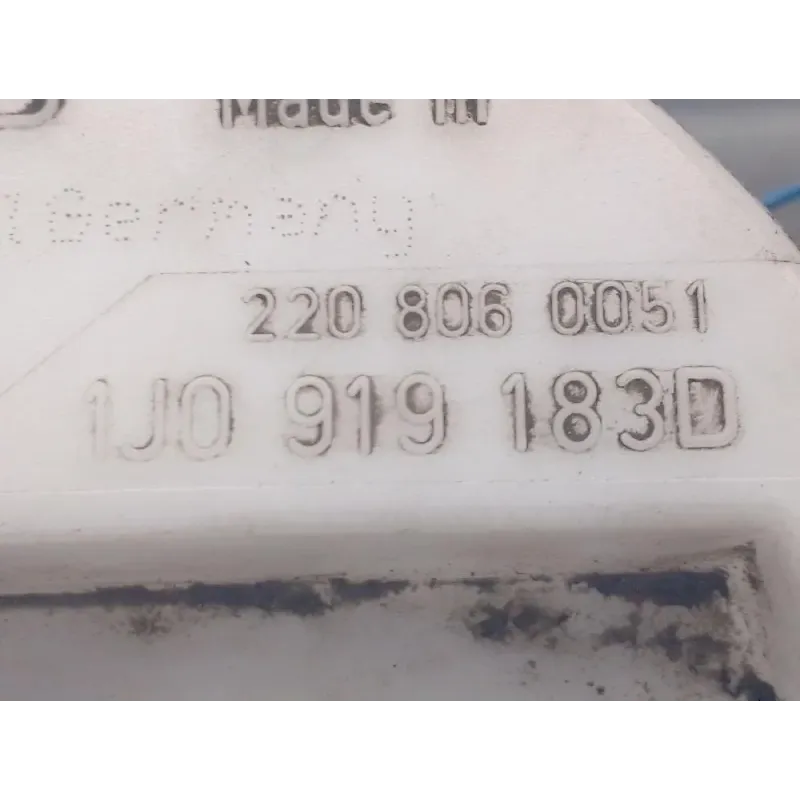 Made in
Germany
220 806 0051
1J0 919 183D